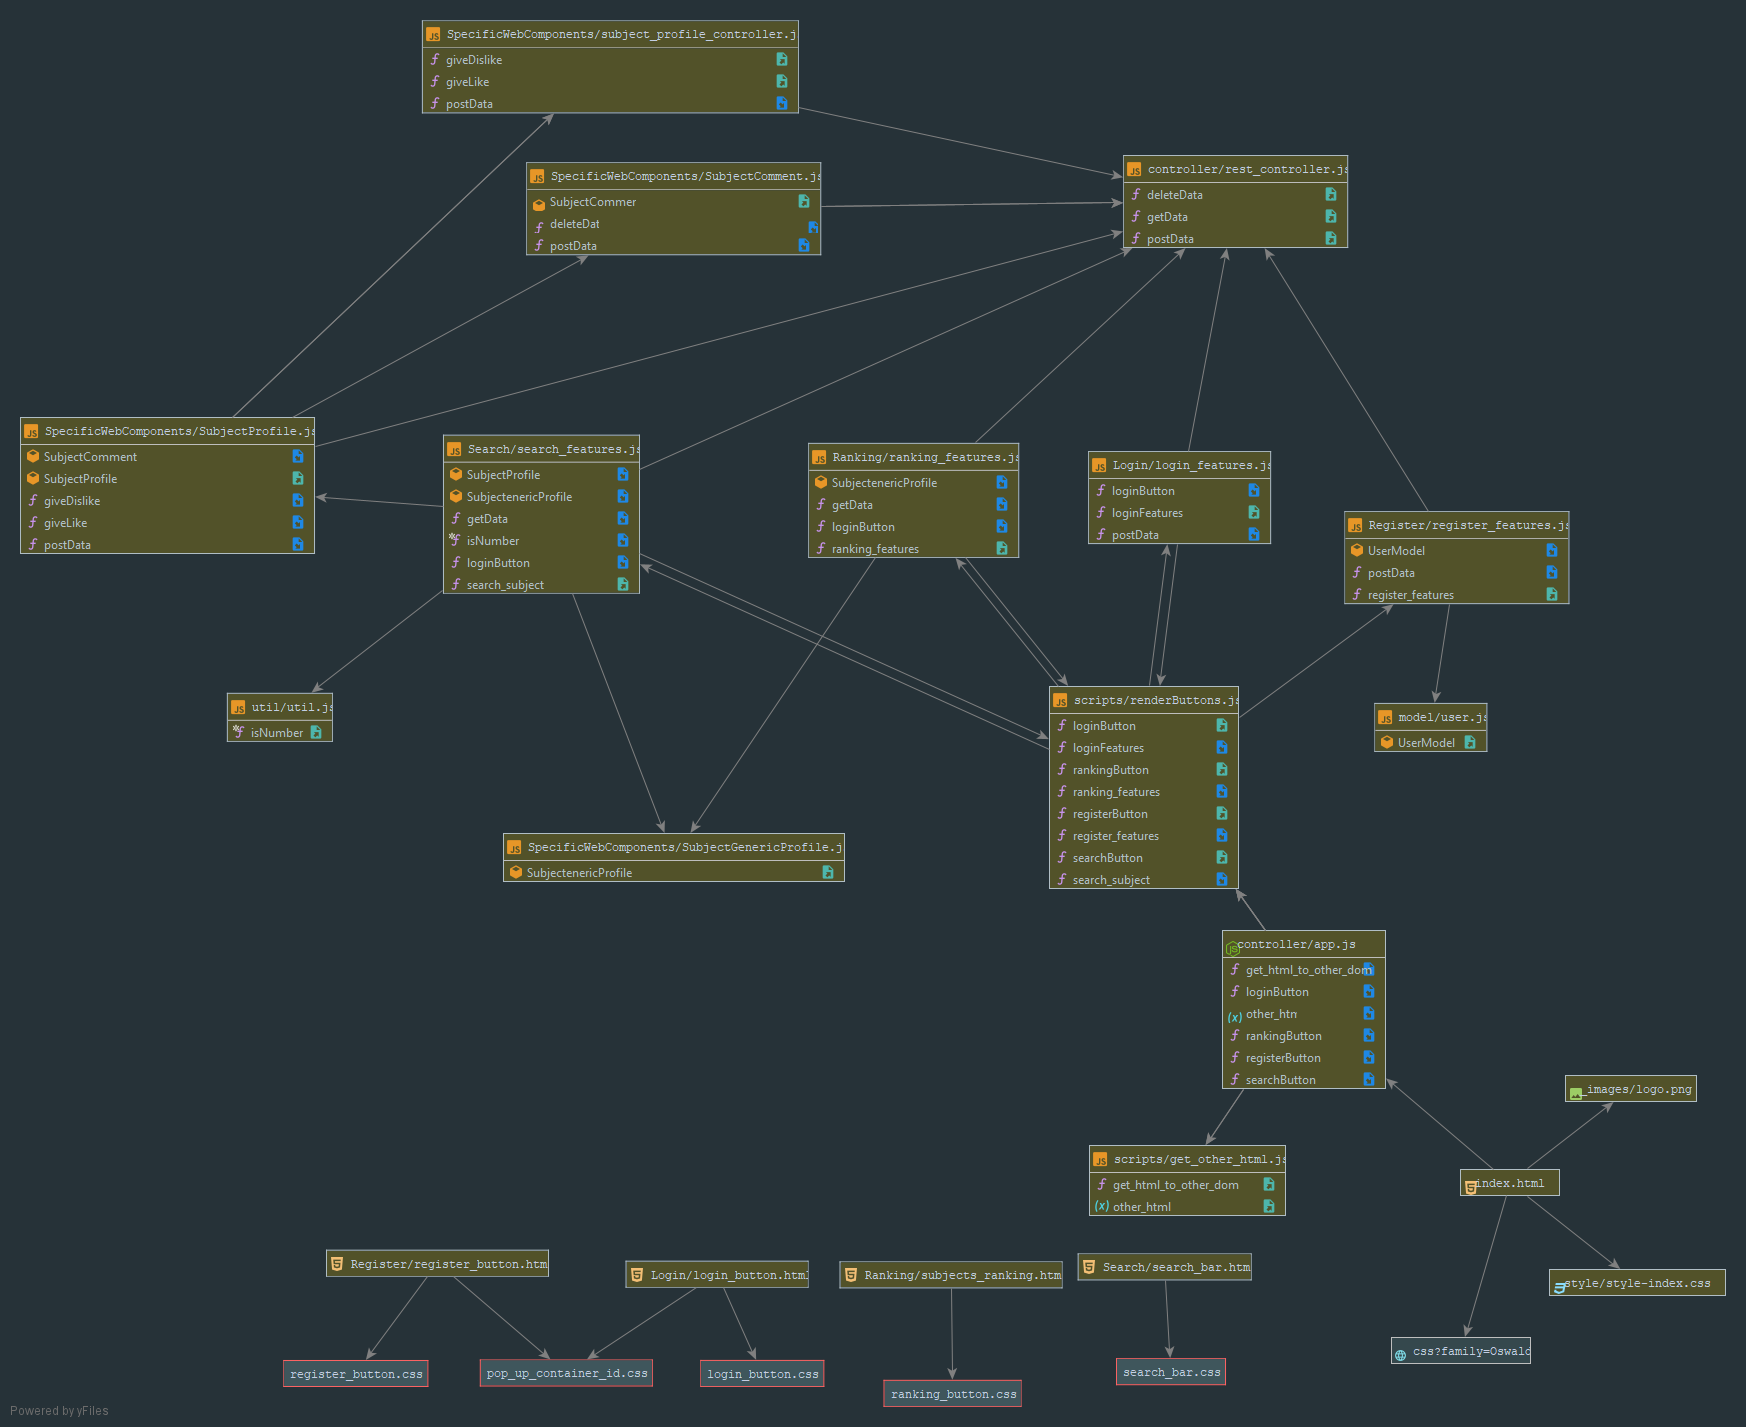 SpecificWebComponents/subject_profile_controller.j
giveDislike
giveLike
postData
SpecificWebComponents/SubjectComment.js
SubjectCommer
deleteDat
postData
controller/rest_controller.js
deleteData
getData
postData
SpecificWebComponents/SubjectProfile.js
SubjectComment
SubjectProfile
giveDislike
giveLike
postData
Search/search_features.js
SubjectProfile
SubjectenericProfile
getData
isNumber
loginButton
search_subject
Ranking/ranking_features.js
SubjectenericProfile
getData
loginButton
ranking_features
Login/login_features.js
loginButton
loginFeatures
postData
Register/register_features.js
UserModel
postData
register_features
util/util.js
isNumber
scripts/renderButtons.js
loginButton
loginFeatures
rankingButton
ranking_features
registerButton
register_features
searchButton
search_subject
model/user.js
UserModel
SpecificWebComponents/SubjectGenericProfile.j
SubjectenericProfile
controller/app.js
get_html_to_other_dom
loginButton
other_htm
rankingButton
registerButton
searchButton
_images/logo.png
scripts/get_other_html.js
get_html_to_other_dom
other_html
index.html
style/style-index.css
css?family=Oswald
Register/register_button.htm
Login/login_button.html
Ranking/subjects_ranking.htm
Search/search_bar.htm
register_button.css
pop_up_container_id.css
login_button.css
ranking_button.css
search_bar.css
Powered by yFiles